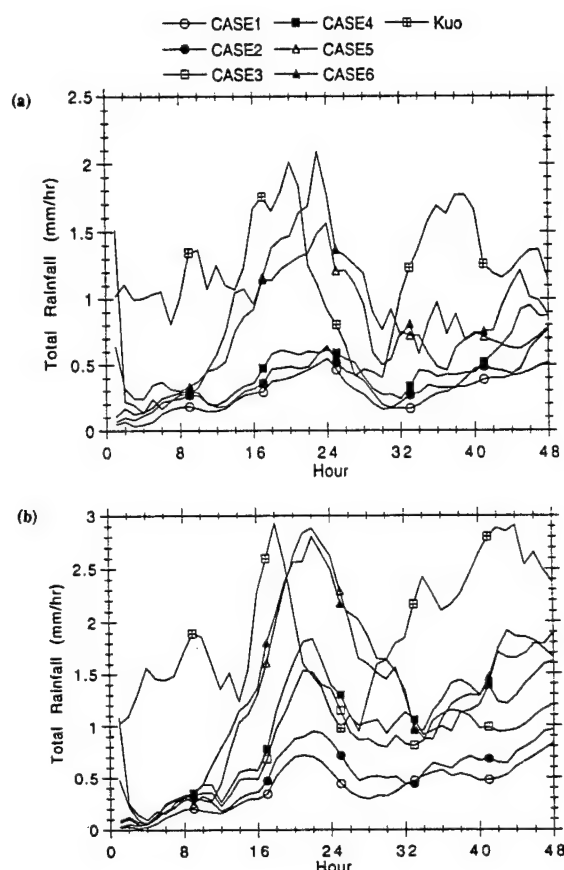 CASE1 CASE4 Kuo
CASE2 CASE5
CASE3 CASE6
(a)
Total Rainfall (mm/hr)
2.5
2
1.5
1
0.5
0
0 8 16 24 32 40 48
Hour
(b)
Total Rainfall (mm/hr)
3
2.5
2
1.5
1
0.5
0
0 8 16 24 32 40 48
Hour